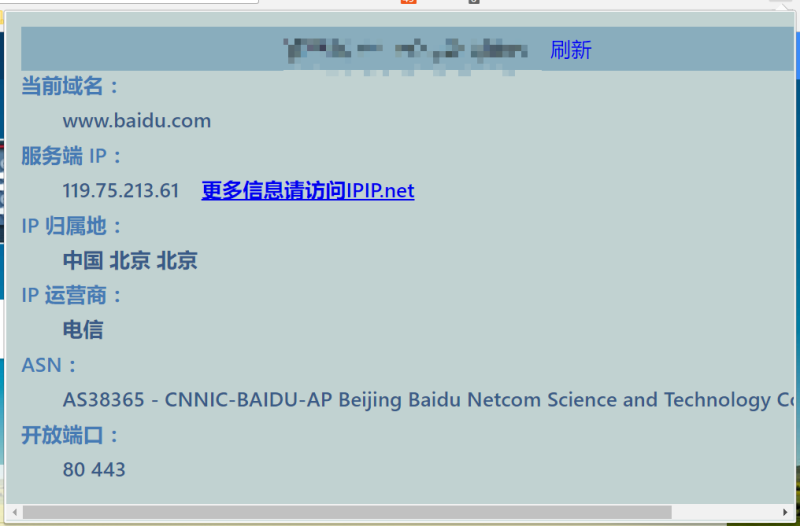 刷新
当前域名：
www.baidu.com
服务端 IP：
119.75.213.61 更多信息请访问IPIP.net
IP 归属地：
中国 北京 北京
IP 运营商：
电信
ASN：
AS38365 - CNNIC-BAIDU-AP Beijing Baidu Netcom Science and Technology
开放端口：
80 443